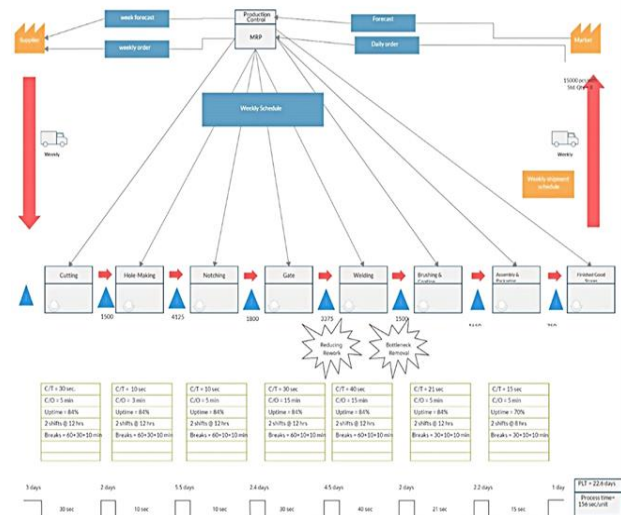 week forecast
Production
Control
Forecast
Supplier
weekly order
MRP
Daily order
Market
Weekly Schedule
Weekly
Weekly
Weekly shipment
schedule
Cutting
Hole Making
Notching
Gate
Welding
Brushing &
Assembly &
Finished Good
1500
4125
1800
3375
1500
Reducing
Rework
Bottleneck
Removal
C/T = 30 sec
C/O = 5 min
Uptime = 84%
2 shifts @ 12 hrs
Breaks = 60+30+10 min
C/T = 10 sec
C/O = 3 min
Uptime = 84%
2 shifts @ 12 hrs
Breaks = 60+30+10 min
C/T = 10 sec
C/O = 5 min
Uptime = 84%
2 shifts @ 12 hrs
Breaks = 60+10+10 min
C/T = 30 sec
C/O = 15 min
Uptime = 84%
2 shifts @ 12 hrs
Breaks = 60+10+10 min
C/T = 40 sec
C/O = 15 min
Uptime = 84%
2 shifts @ 12 hrs
Breaks = 60+10+10 min
C/T = 21 sec
C/O = 5 min
Uptime = 84%
2 shifts @ 12 hrs
Breaks = 30+10+10 min
C/T = 15 sec
C/O = 5 min
Uptime = 70%
2 shifts @ 8 hrs
Breaks = 30+10+10 min
3 days
2 days
5.5 days
2.4 days
4.5 days
2 days
2.2 days
1 day
PLT = 22.6 days
30 sec
10 sec
10 sec
30 sec
40 sec
21 sec
15 sec
Process time=
156 sec/unit